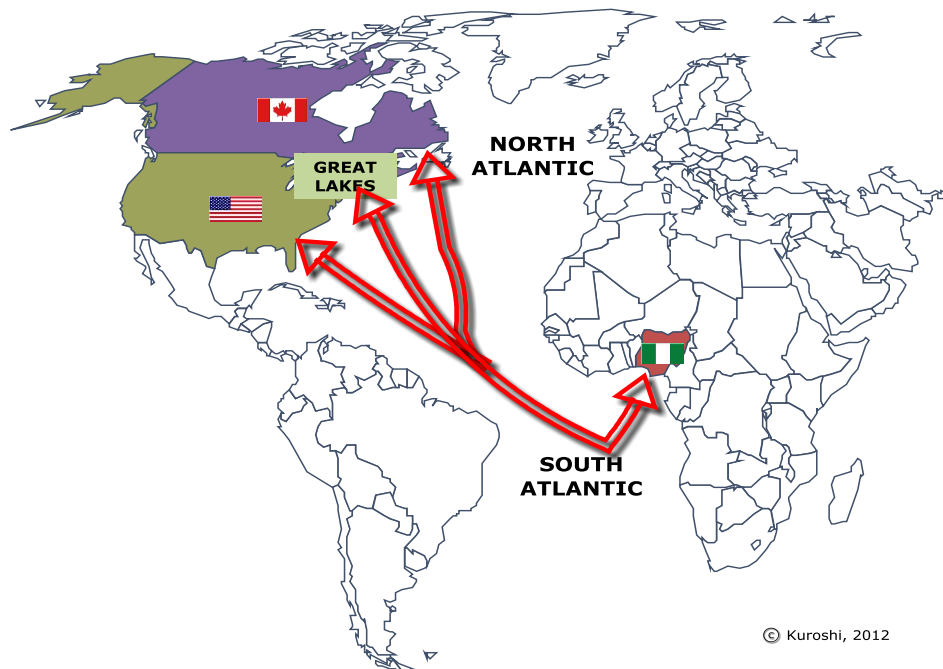 NORTH
ATLANTIC
GREAT
LAKES
SOUTH
ATLANTIC
© Kuroshi, 2012